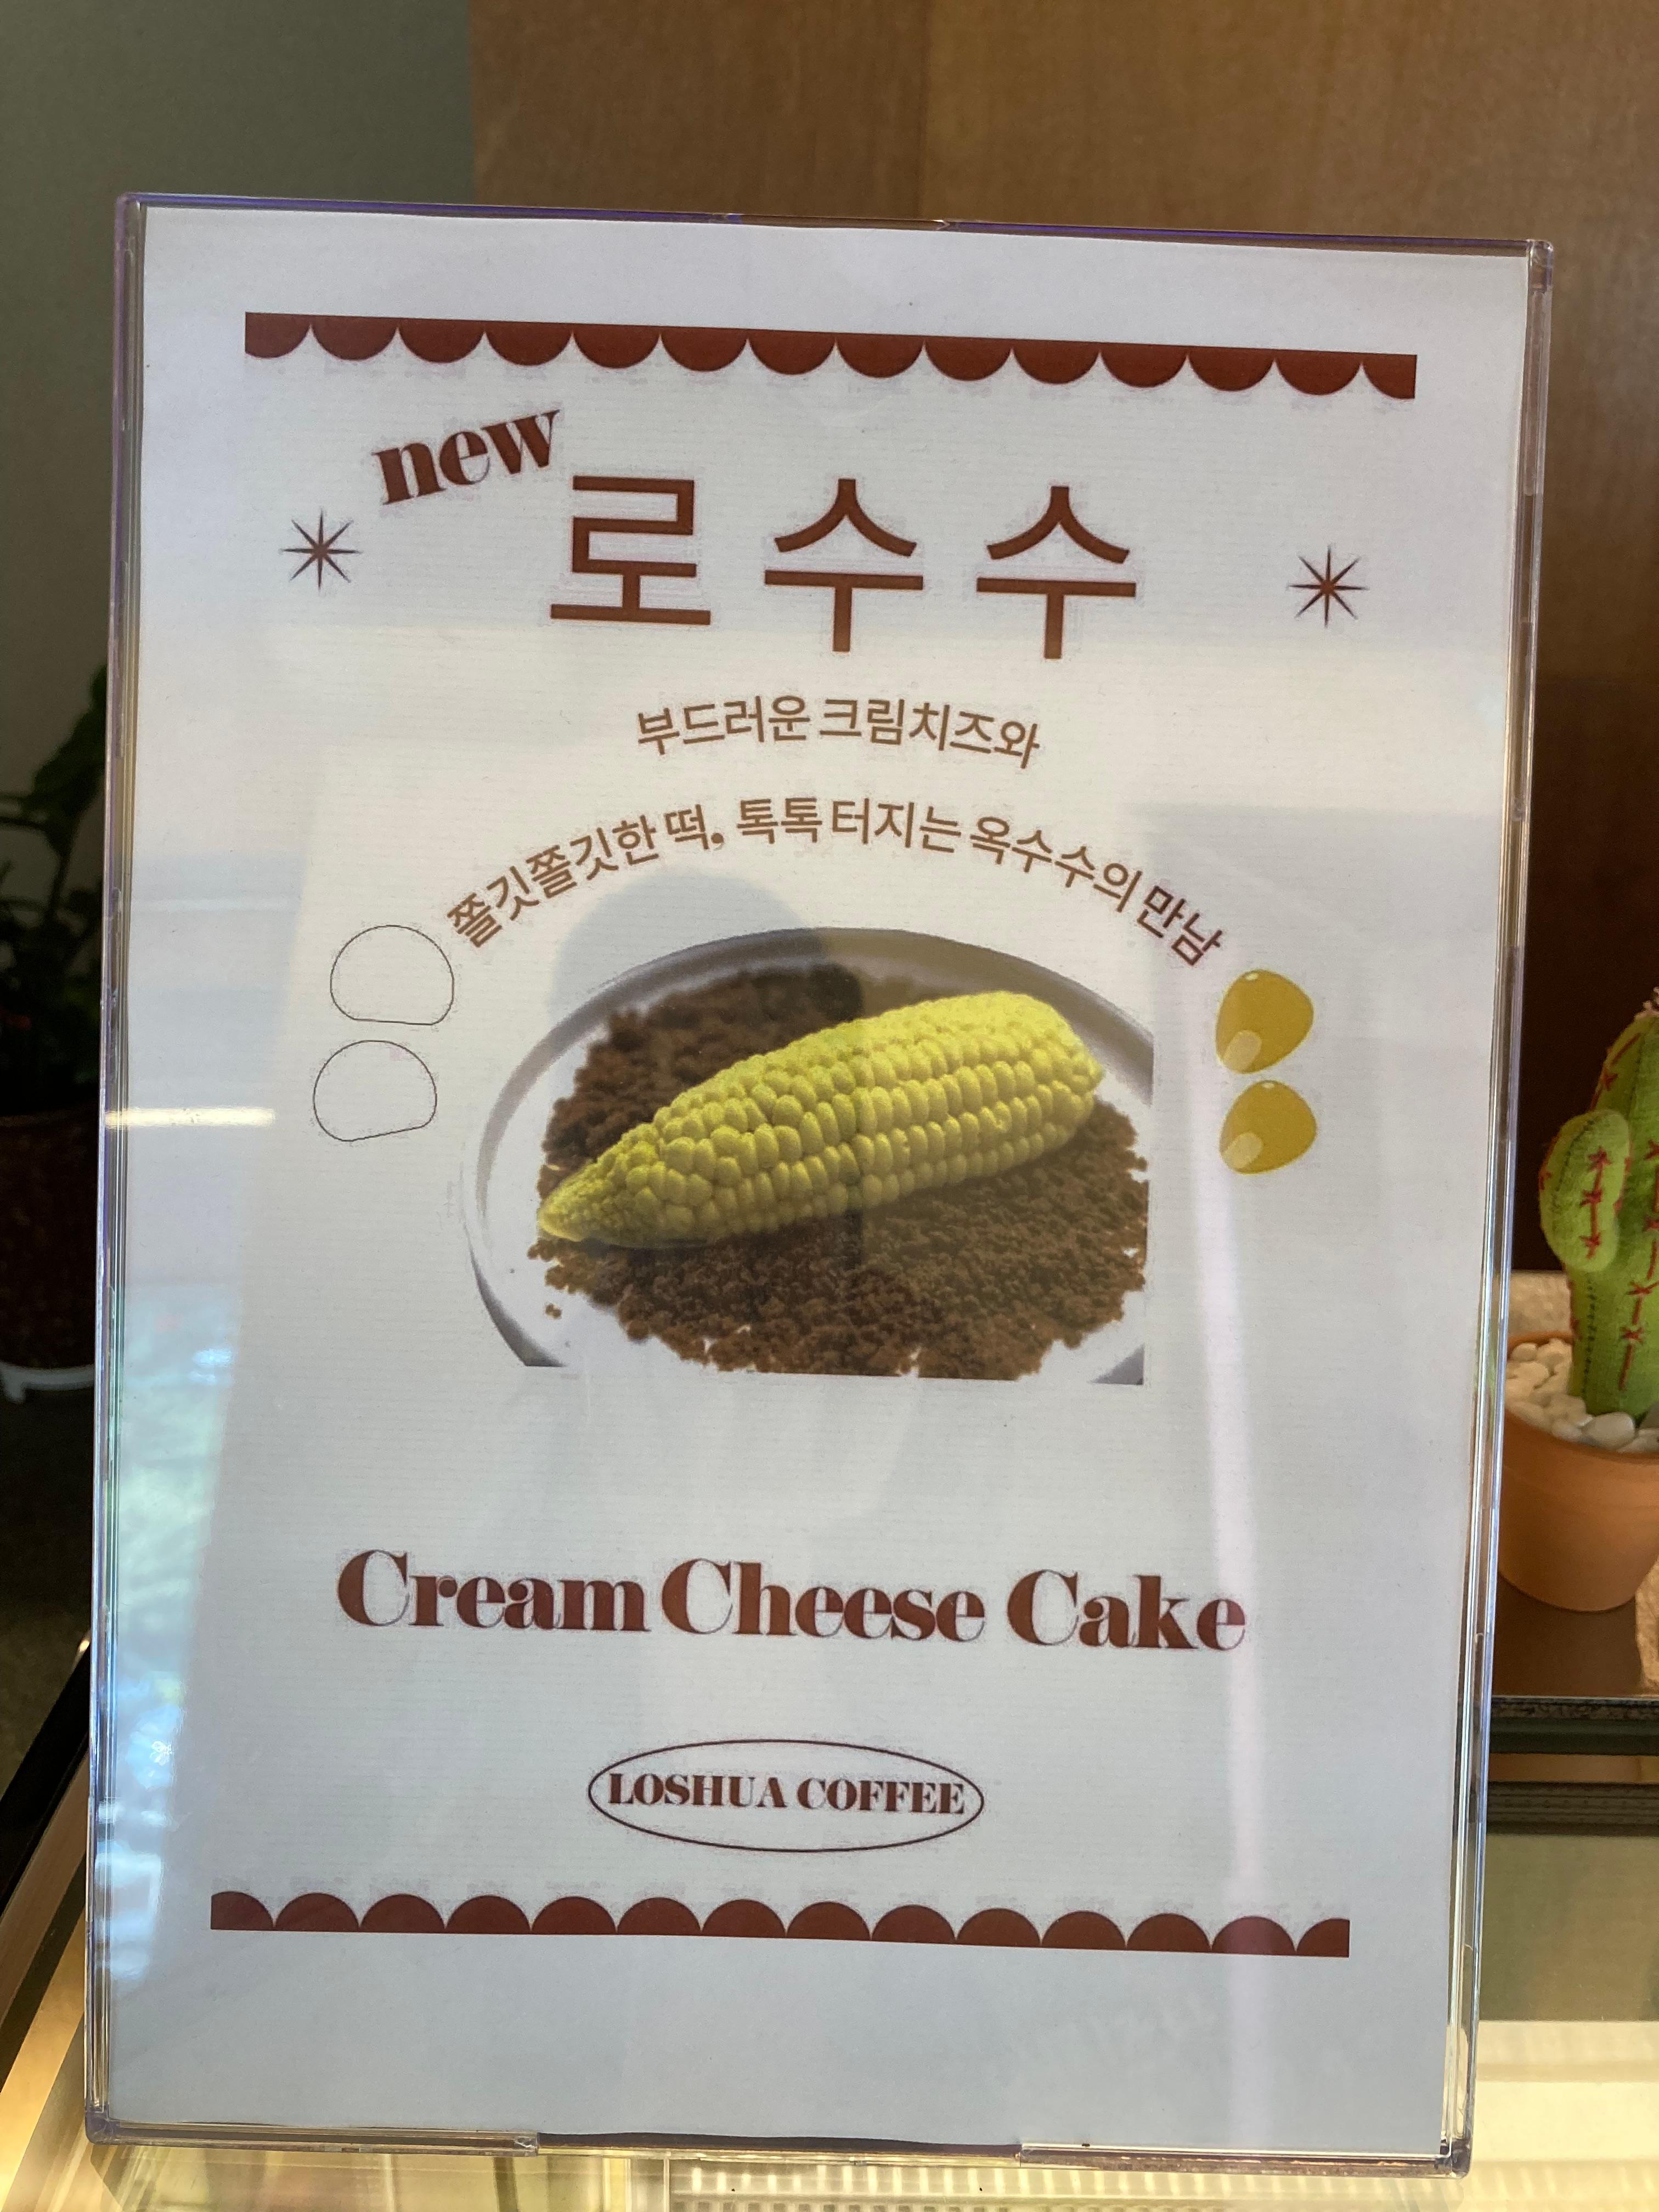 new
로수수
부드러운 크림치즈와
쫄깃쫄깃한 떡, 톡톡 터지는 옥수수의 만남
Cream Cheese Cake
LOSHUA COFFEE